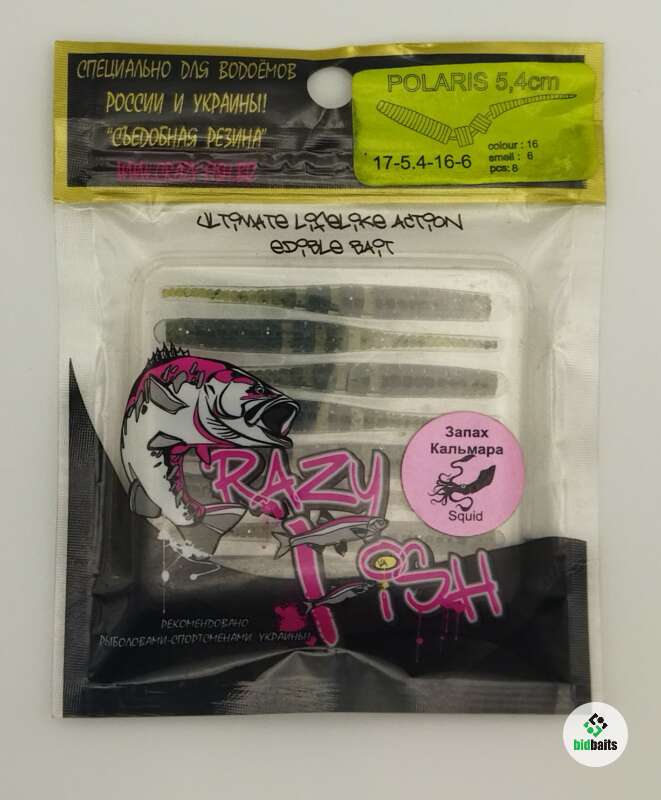 СПЕЦИАЛЬНО ДЛЯ ВОДОЁМОВ
РОССИИ И УКРАИНЫ!
"СЪЕДОБНАЯ РЕЗИНА"
POLARIS 5,4cm
colour : 16
17-5.4-16-6
smell : 6
pcs: 8
ULTIMATE LIFELIKE ACTION
EDIBLE BAIT
Запах
Кальмара
Squid
RAZY
FISH
РЕКОМЕНДОВАНО
РЫБОЛОВАМИ-СПОРТСМЕНАМИ УКРАИНЫ!
bidbaits